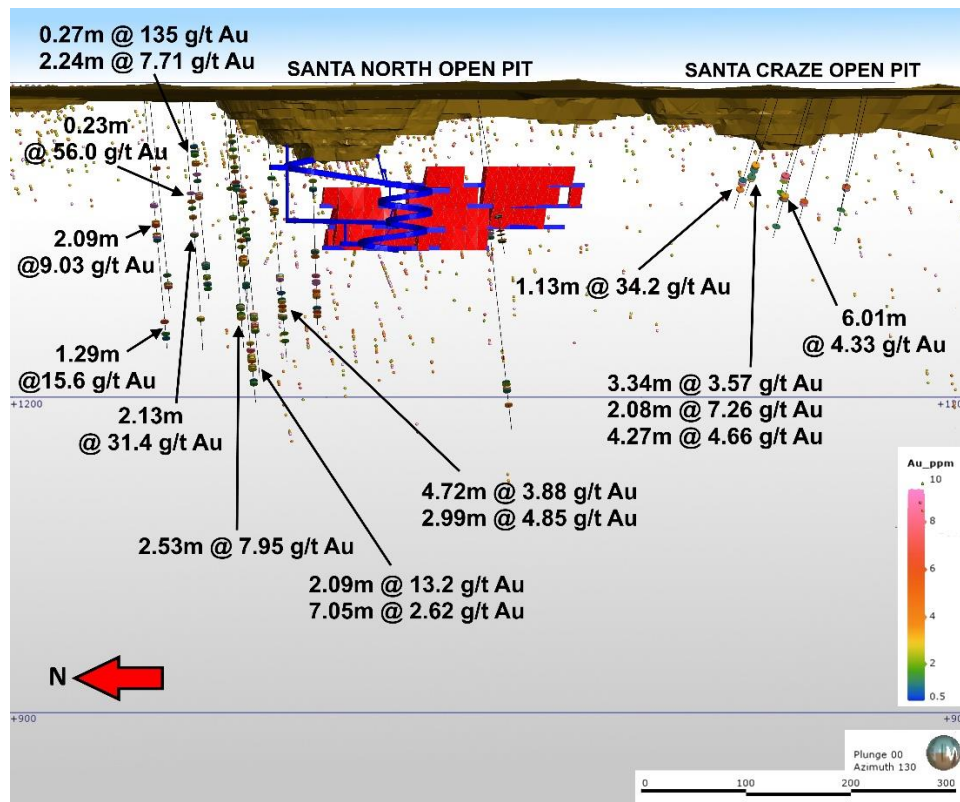 0.27m @ 135 g/t Au
2.24m @ 7.71 g/t Au
SANTA NORTH OPEN PIT
SANTA CRAZE OPEN PIT
0.23m
@ 56.0 g/t Au
2.09m
@9.03 g/t Au
1.13m @ 34.2 g/t Au
6.01m
@ 4.33 g/t Au
1.29m
@15.6 g/t Au
3.34m @ 3.57 g/t Au
2.08m @ 7.26 g/t Au
4.27m @ 4.66 g/t Au
+1200
2.13m
@ 31.4 g/t Au
4.72m @ 3.88 g/t Au
2.99m @ 4.85 g/t Au
2.53m @ 7.95 g/t Au
2.09m @ 13.2 g/t Au
7.05m @ 2.62 g/t Au
Au_ppm
10
8
6
4
2
0.5
N
+900
Plunge 00
Azimuth 130
0 100 200 300